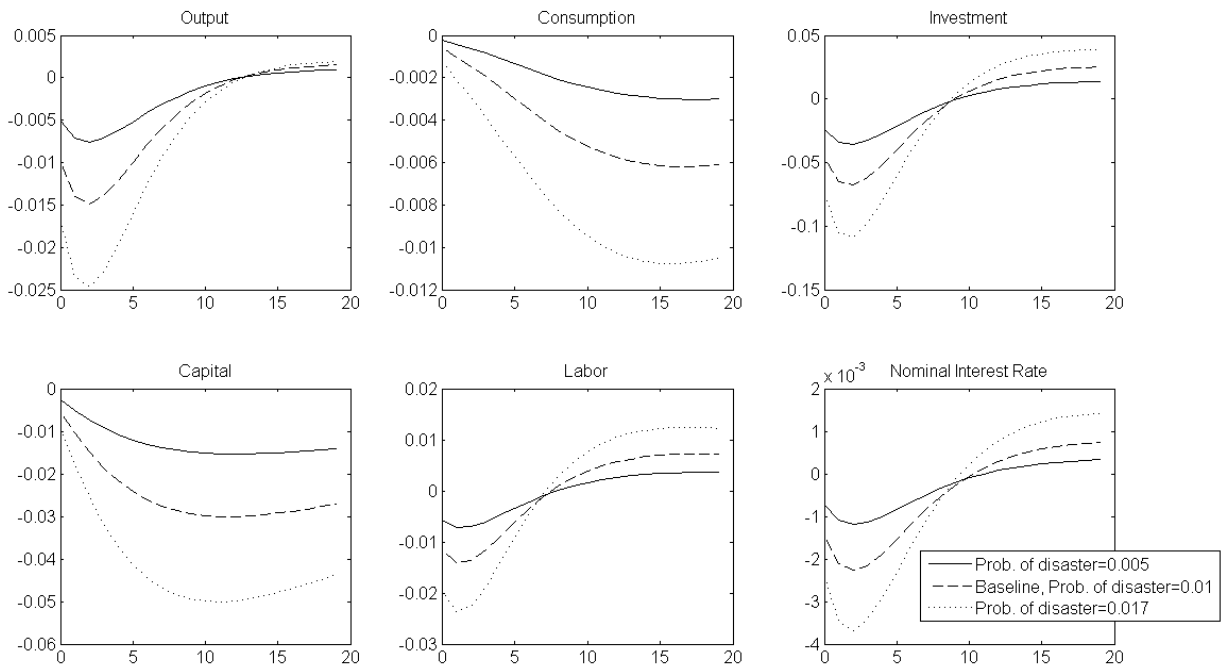 Output
Consumption
Investment
0.005
0
-0.005
-0.01
-0.015
-0.02
-0.025
0 5 10 15 20
0
-0.002
-0.004
-0.006
-0.008
-0.01
-0.012
0 5 10 15 20
0.05
0
-0.05
-0.1
-0.15
0 5 10 15 20
Capital
Labor
Nominal Interest Rate
0
-0.01
-0.02
-0.03
-0.04
-0.05
-0.06
0 5 10 15 20
0.02
0.01
0
-0.01
-0.02
-0.03
0 5 10 15 20
x 10^-3
2
1
0
-1
-2
-3
-4
0 5 10 15 20
Prob. of disaster=0.005
Baseline, Prob. of disaster=0.01
Prob. of disaster=0.017